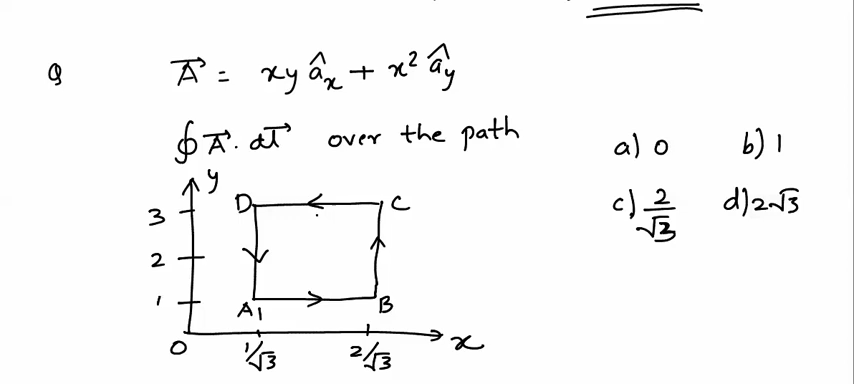 Q A⃗ = xy âₓ + x² âᵧ
∮ A⃗ . dl⃗ over the path
a) 0 b) 1
c) 2/√3 d) 2√3
y
3 D C
2
1 A B
0 1/√3 2/√3 x